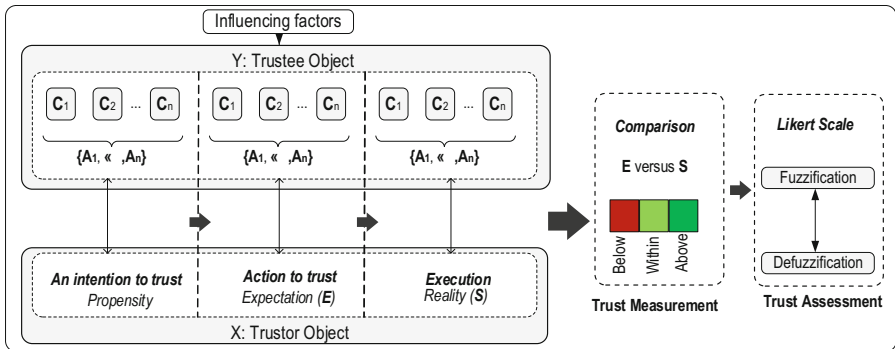 Influencing factors
Y: Trustee Object
C1 C2 ... Cn C1 C2 ... Cn C1 C2 ... Cn
{A1, « ,An} {A1, « ,An} {A1, « ,An}
An intention to trust
Propensity
Action to trust
Expectation (E)
Execution
Reality (S)
X: Trustor Object
Comparison
E versus S
Below
Within
Above
Trust Measurement
Likert Scale
Fuzzification
Defuzzification
Trust Assessment